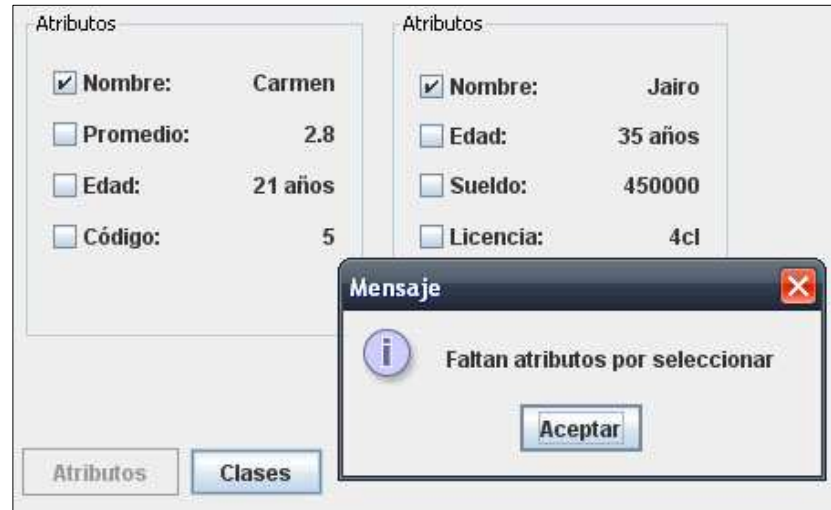 Atributos
Nombre: Carmen
Promedio: 2.8
Edad: 21 años
Código: 5
Atributos
Nombre: Jairo
Edad: 35 años
Sueldo: 450000
Licencia: 4cl
Mensaje
Faltan atributos por seleccionar
Aceptar
Atributos
Clases